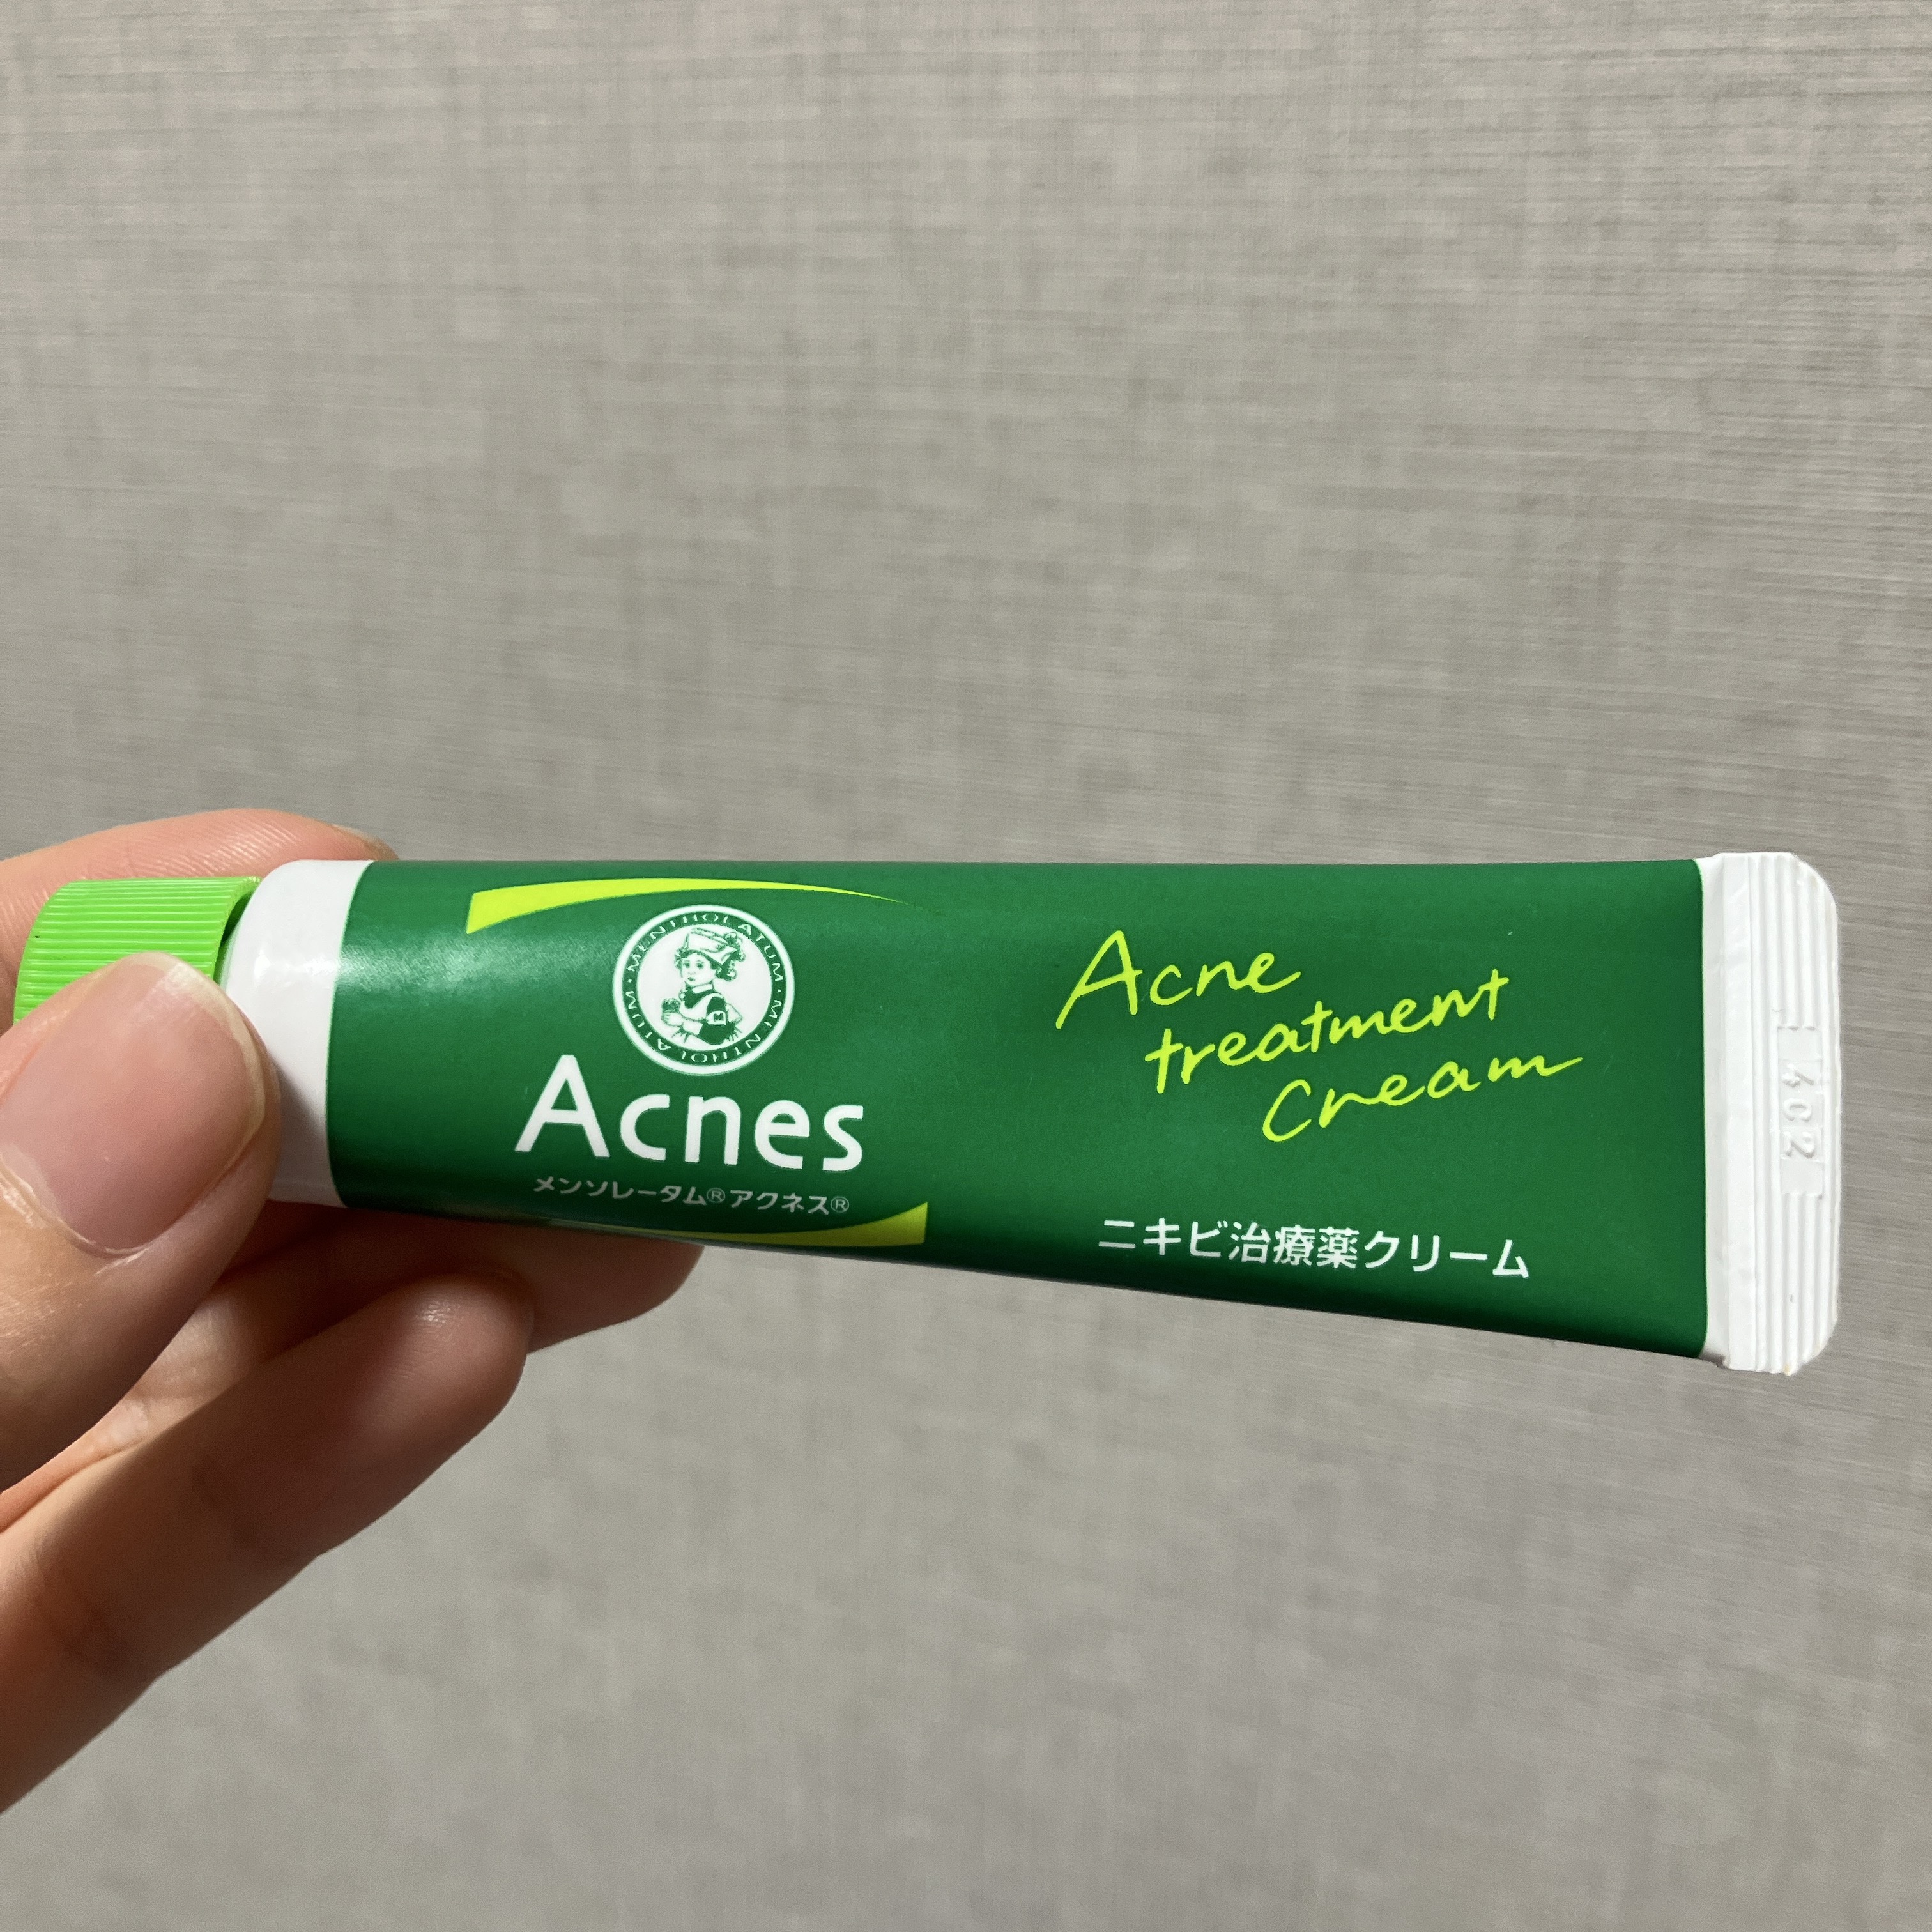 MENTHOLATUM · MENTHOLATUM ·
Acnes
メンソレータム®アクネス®
Acne
treatment
Cream
ニキビ治療薬クリーム
4C2